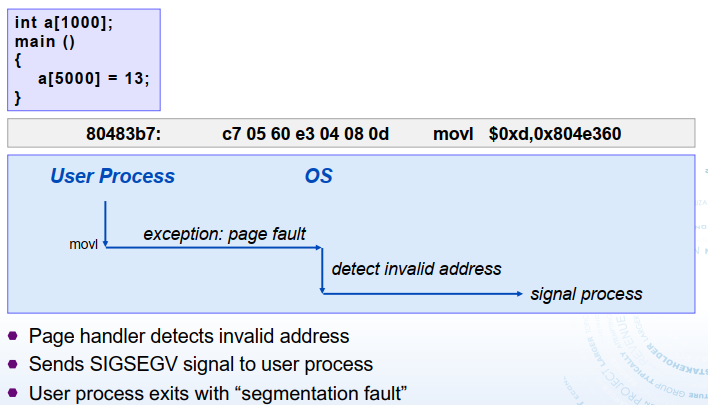 int a[1000];
main ()
{
a[5000] = 13;
}
80483b7: c7 05 60 e3 04 08 0d movl $0xd,0x804e360
User Process OS
exception: page fault
movl
detect invalid address
signal process
Page handler detects invalid address
Sends SIGSEGV signal to user process
User process exits with “segmentation fault”